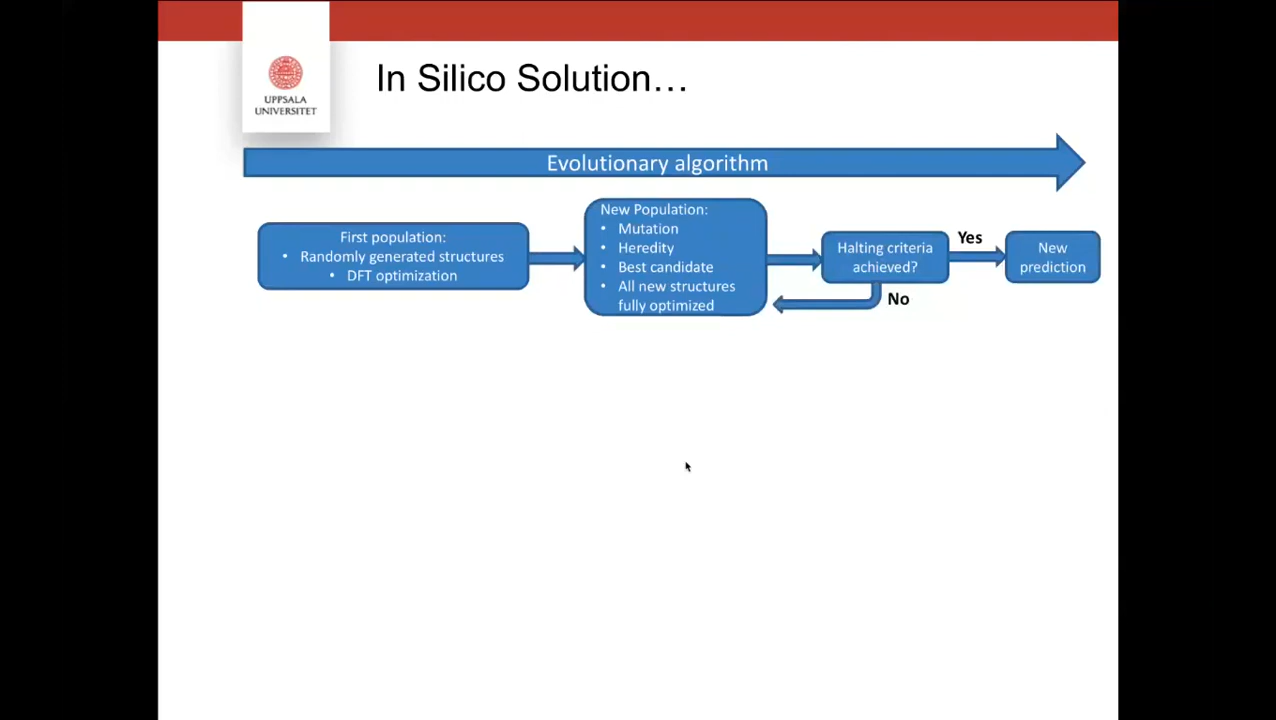 In Silico Solution...
UPPSALA
UNIVERSITET
Evolutionary algorithm
First population:
• Randomly generated structures
• DFT optimization
New Population:
• Mutation
• Heredity
• Best candidate
• All new structures
fully optimized
Halting criteria
achieved?
Yes
No
New
prediction